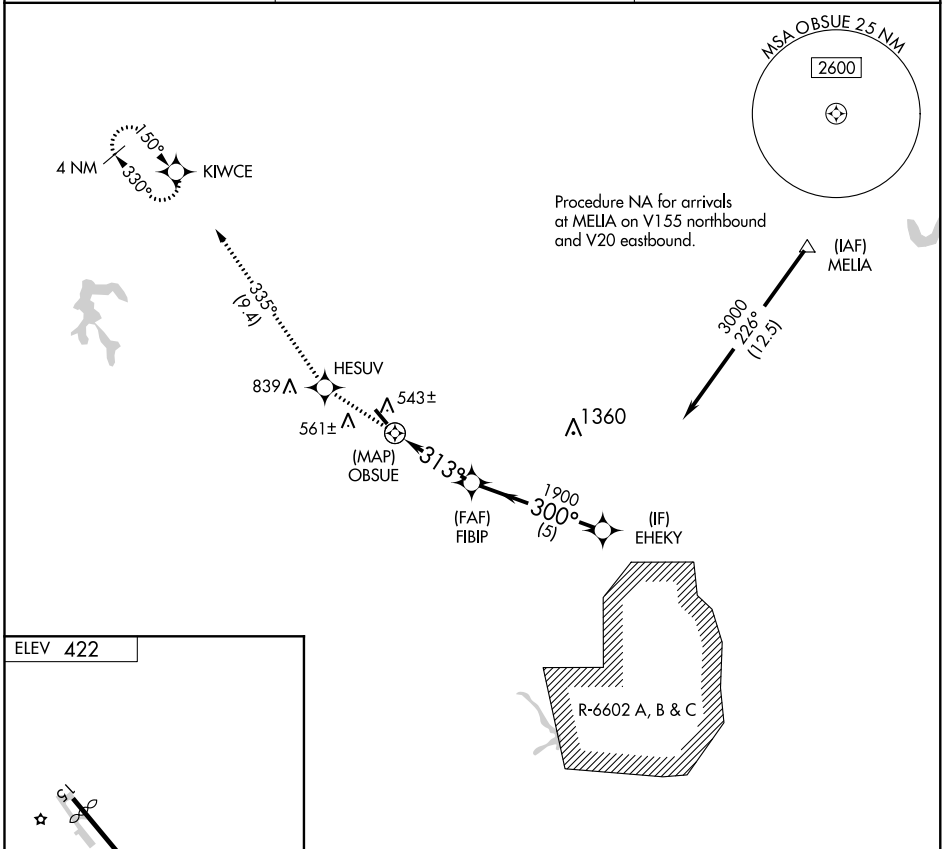 MSA OBSUE 25 NM
2600
150°
4 NM
330°
KIWCE
Procedure NA for arrivals
at MELIA on V155 northbound
and V20 eastbound.
(IAF)
MELIA
3000
226°
(12.5)
335°
(9.4)
HESUV
839
543±
561±
1360
(MAP)
OBSUE
313°
(FAF)
FIBIP
1900
300°
(5)
(IF)
EHEKY
R-6602 A, B & C
ELEV 422
15